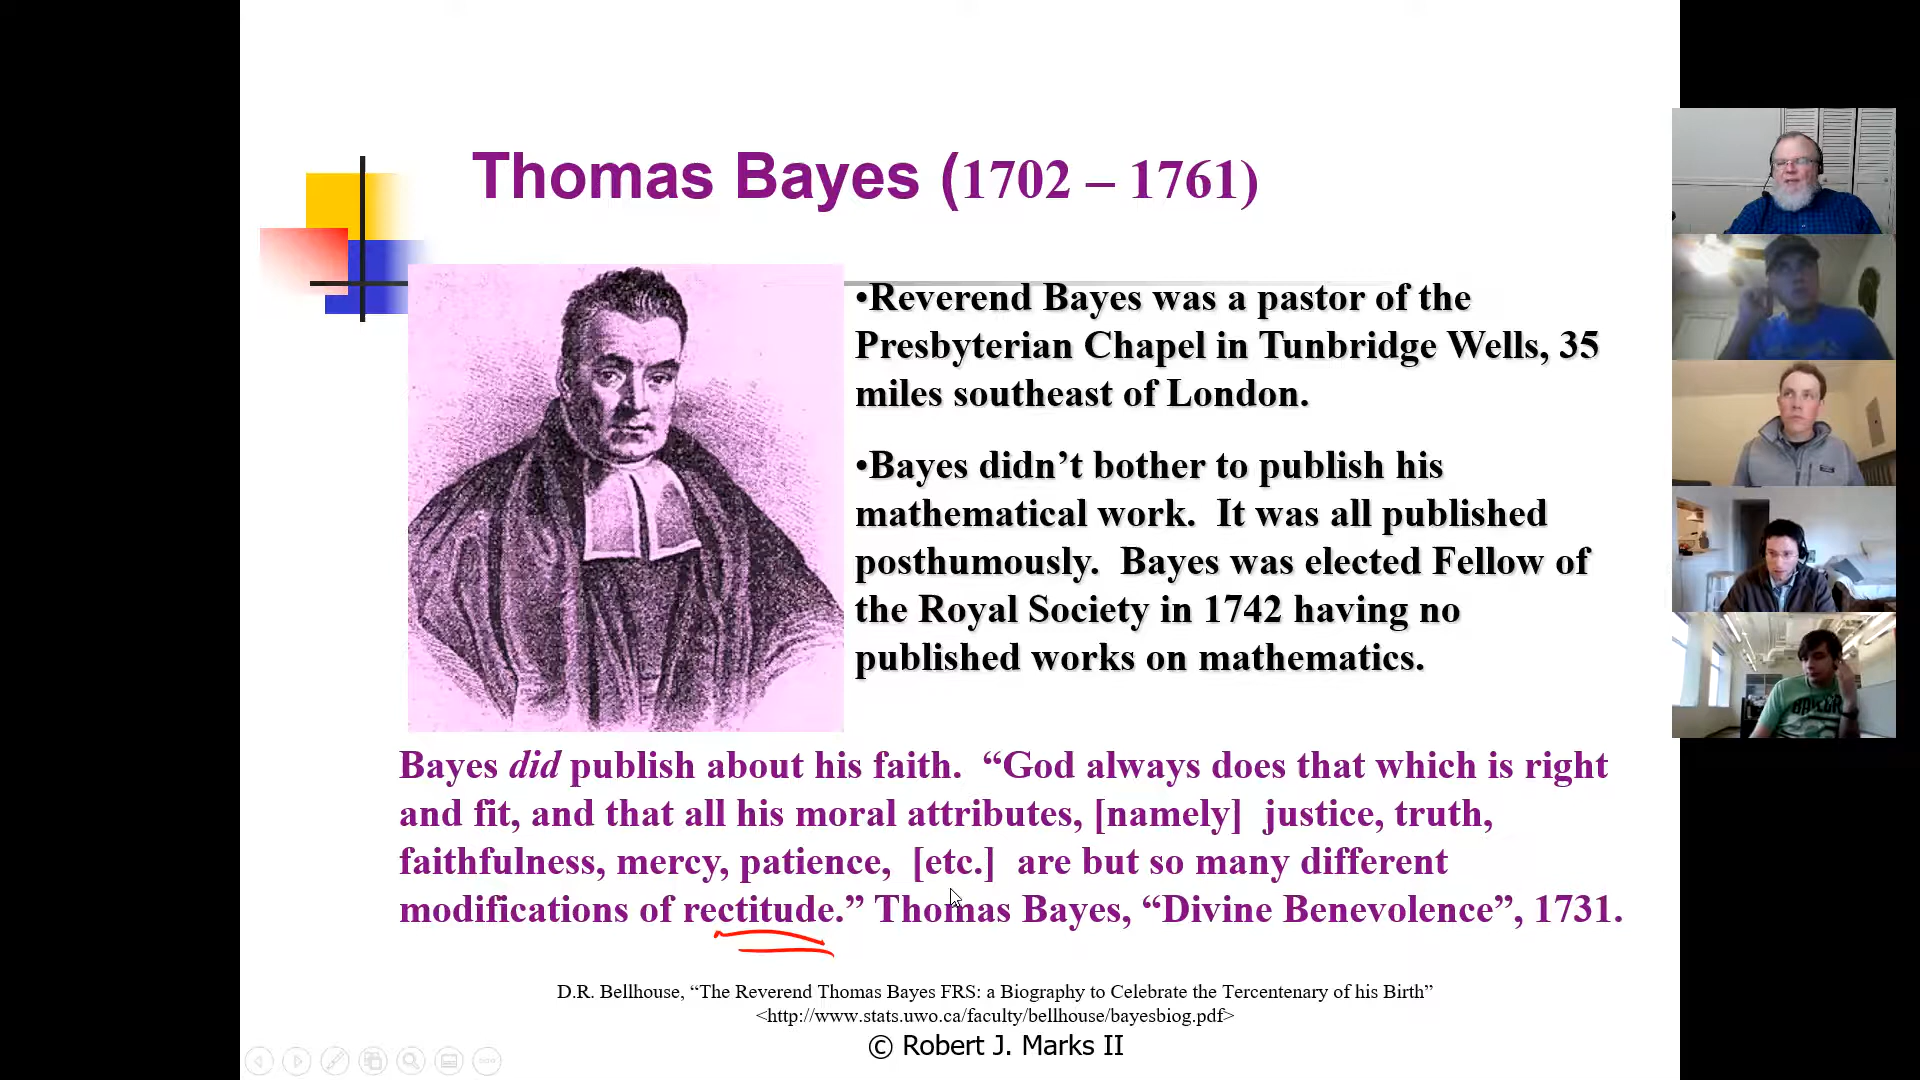 Thomas Bayes (1702 – 1761)
•Reverend Bayes was a pastor of the
Presbyterian Chapel in Tunbridge Wells, 35
miles southeast of London.
•Bayes didn’t bother to publish his
mathematical work.  It was all published
posthumously.  Bayes was elected Fellow of
the Royal Society in 1742 having no
published works on mathematics.
Bayes did publish about his faith.  “God always does that which is right
and fit, and that all his moral attributes, [namely]  justice, truth,
faithfulness, mercy, patience,  [etc.]  are but so many different
modifications of rectitude.” Thomas Bayes, “Divine Benevolence”, 1731.
D.R. Bellhouse, “The Reverend Thomas Bayes FRS: a Biography to Celebrate the Tercentenary of his Birth”
<http://www.stats.uwo.ca/faculty/bellhouse/bayesbiog.pdf>
© Robert J. Marks II